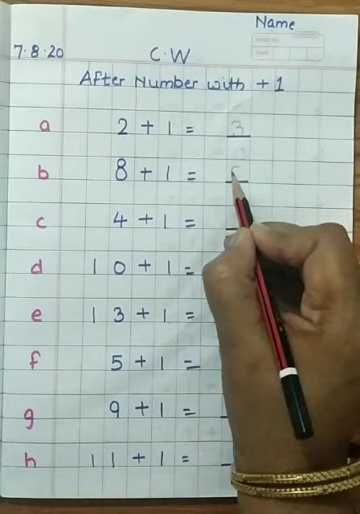 Name
7.8.20 C.W
After Number with + 1
a 2 + 1 = 3
b 8 + 1 =
c 4 + 1 =
d 10 + 1 =
e 13 + 1 =
f 5 + 1 =
g 9 + 1 =
h 11 + 1 =